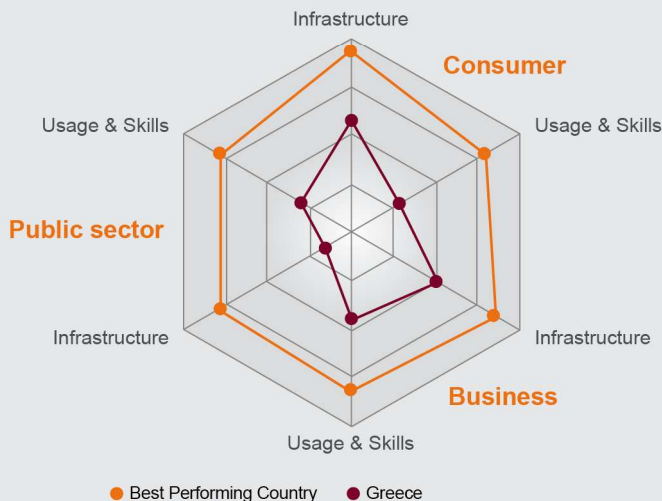 Infrastructure
Consumer
Usage & Skills
Usage & Skills
Public sector
Infrastructure
Infrastructure
Business
Usage & Skills
Best Performing Country
Greece